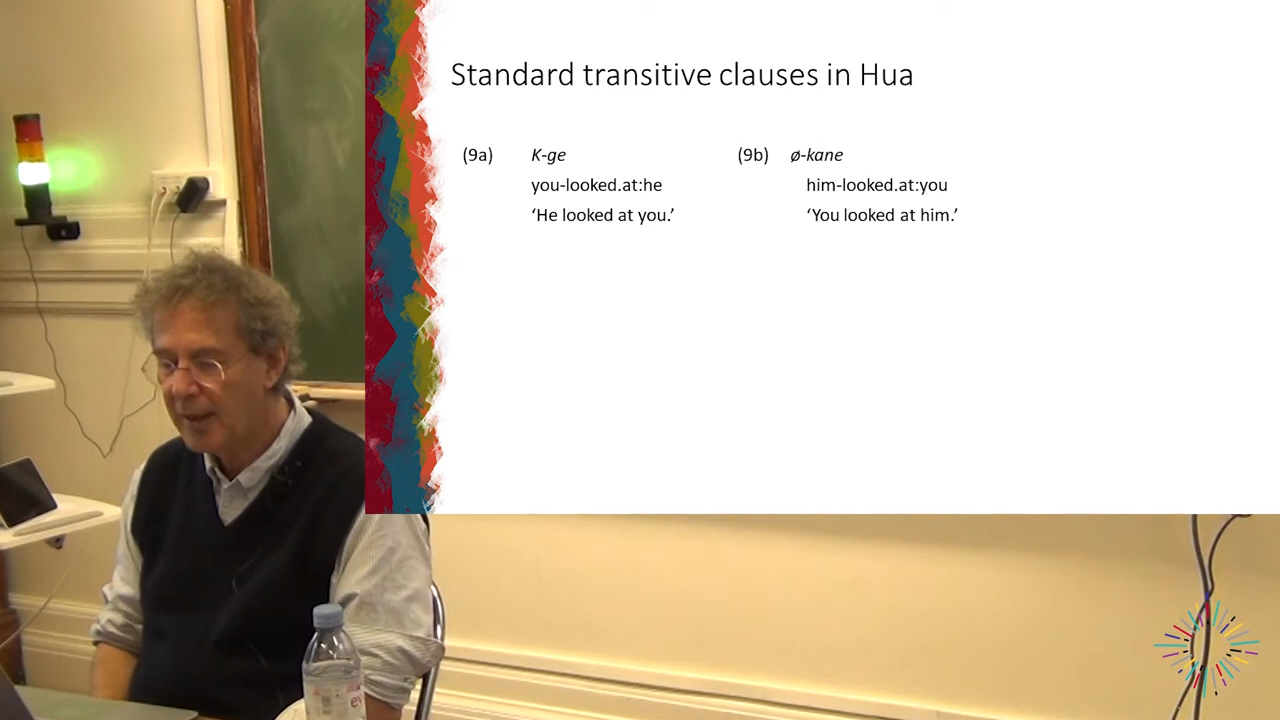 Standard transitive clauses in Hua
(9a) K-ge
you-looked.at:he
‘He looked at you.’
(9b) ø-kane
him-looked.at:you
‘You looked at him.’
ev